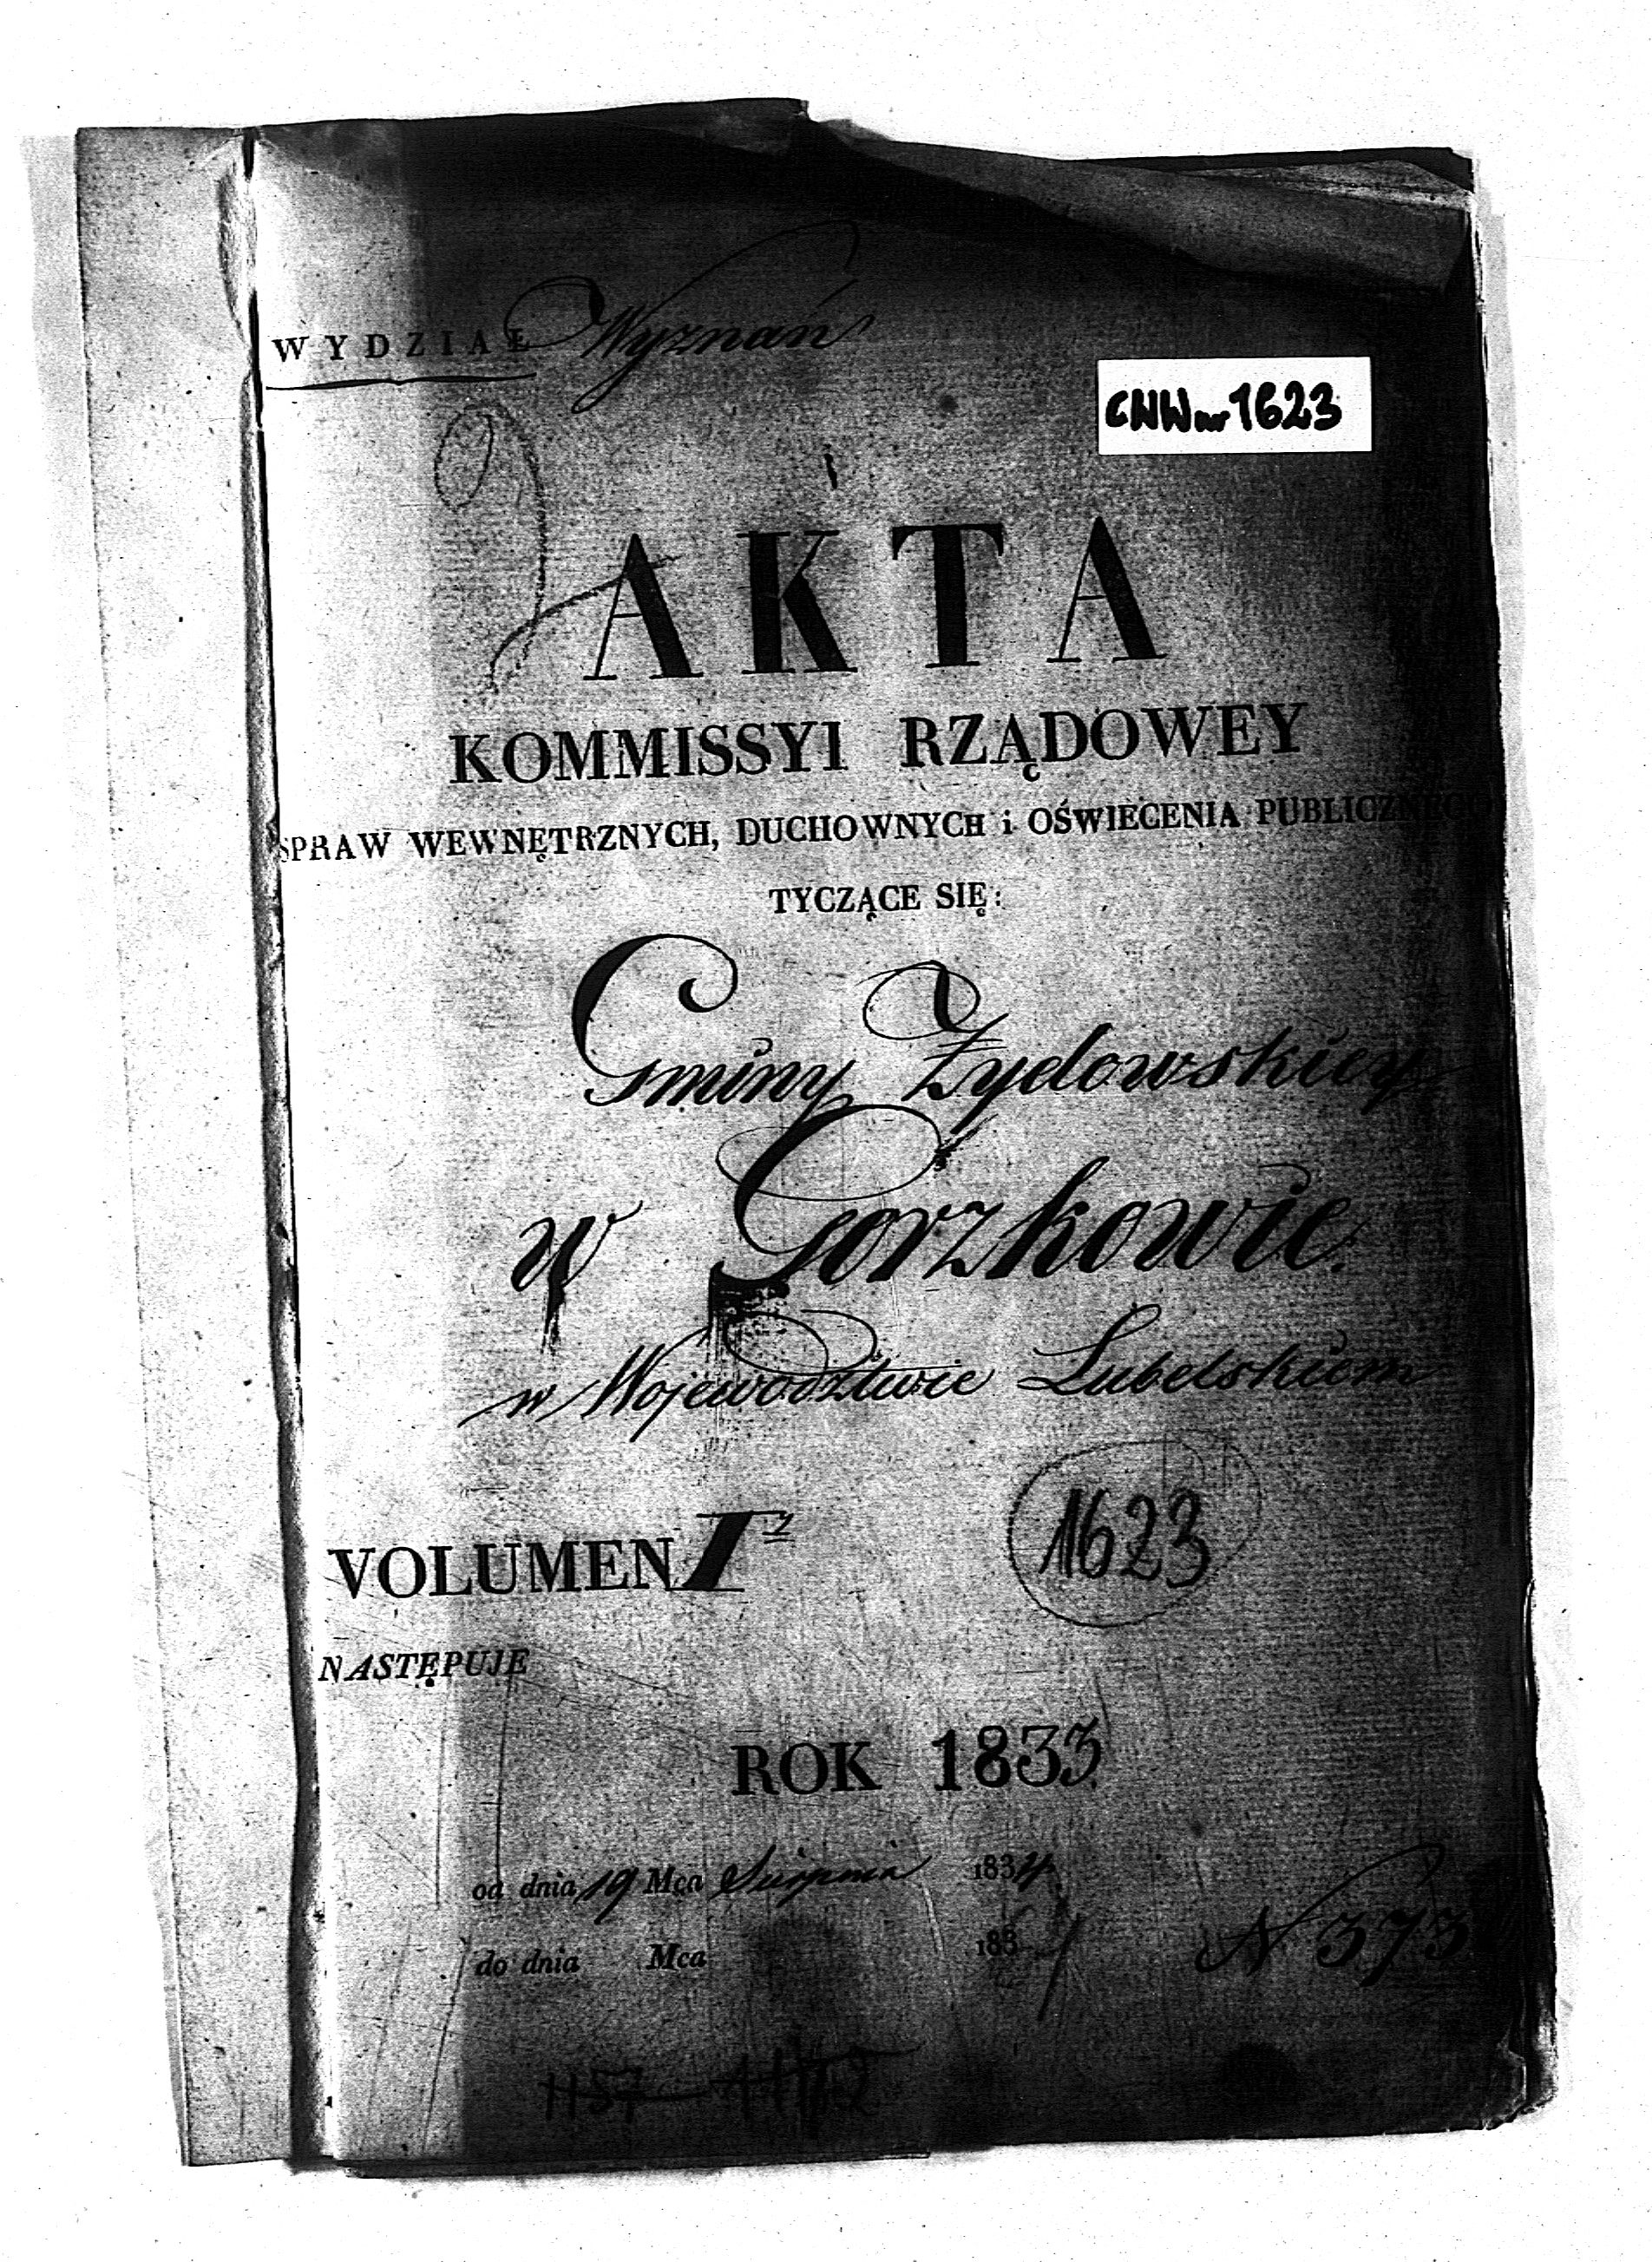 WYDZIAŁ Wyznań
CWW nr 1623
AKTA
KOMMISSYI RZĄDOWEY
SPRAW WEWNĘTRZNYCH, DUCHOWNYCH i OŚWIECENIA PUBLICZNEGO
TYCZĄCE SIĘ:
Gminy Żydowskiey
w Gorzkowie.
w Województwie Lubelskiem
VOLUMEN I
1623
NASTĘPUJE
ROK 1833
od dnia 19 Mca Sierpnia 1834
do dnia Mca 183
N 373